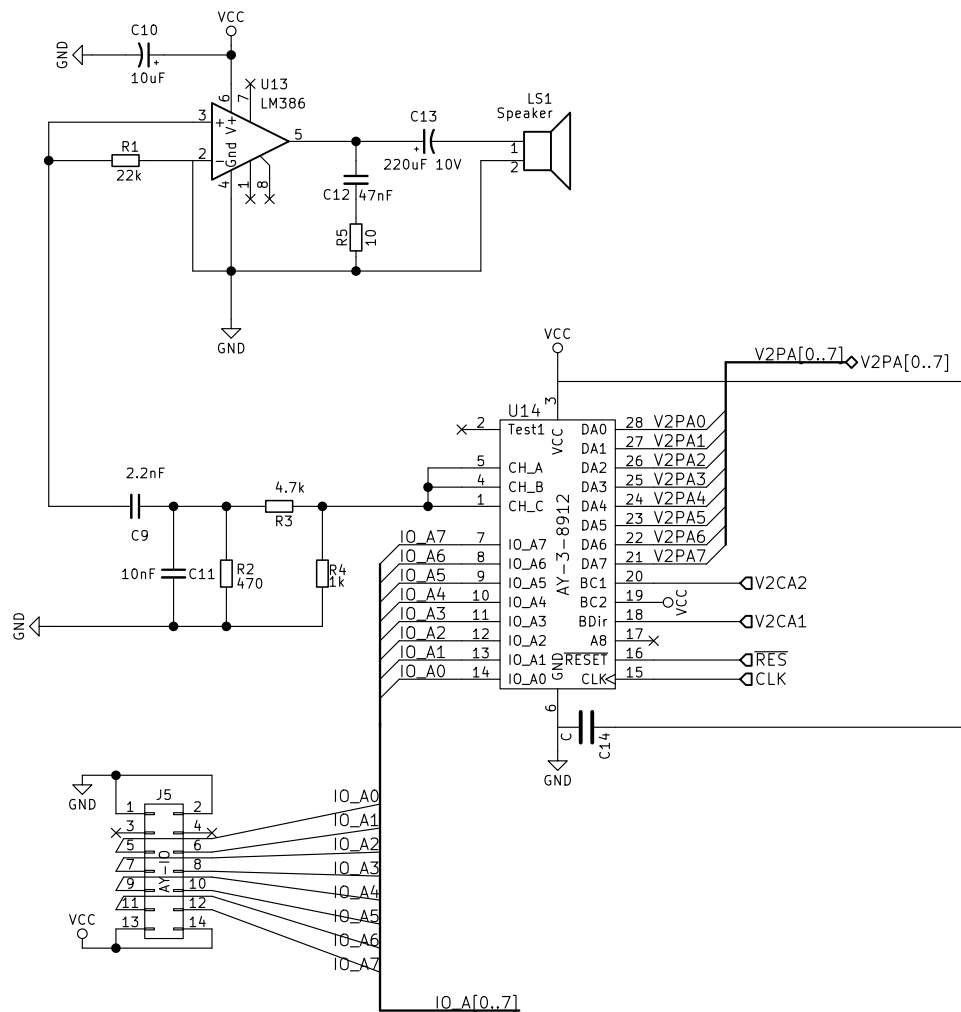 VCC
C10
GND
10uF
U13
LM386
6
7
3
+
V+
5
2
-
Gnd
4
1
8
R1
22k
C13
+
220uF 10V
LS1
Speaker
1
2
C12
47nF
R5
10
GND
VCC
V2PA[0..7]
V2PA[0..7]
3
U14
2
Test1
VCC
DA0
28
V2PA0
DA1
27
V2PA1
5
CH_A
DA2
26
V2PA2
4
CH_B
DA3
25
V2PA3
1
CH_C
DA4
24
V2PA4
DA5
23
V2PA5
IO_A7
7
IO_A7
DA6
22
V2PA6
IO_A6
8
IO_A6
DA7
21
V2PA7
IO_A5
9
IO_A5
BC1
20
V2CA2
IO_A4
10
IO_A4
BC2
19
VCC
IO_A3
11
IO_A3
BDir
18
V2CA1
IO_A2
12
IO_A2
A8
17
IO_A1
13
IO_A1
RESET
16
RES
IO_A0
14
IO_A0
CLK
15
CLK
AY-3-8912
GND
6
C
C14
GND
2.2nF
C9
4.7k
R3
10nF
C11
R2
470
R4
1k
GND
GND
J5
1
2
3
4
5
6
7
8
9
10
11
12
13
14
AY-IO
VCC
IO_A0
IO_A1
IO_A2
IO_A3
IO_A4
IO_A5
IO_A6
IO_A7
IO_A[0..7]